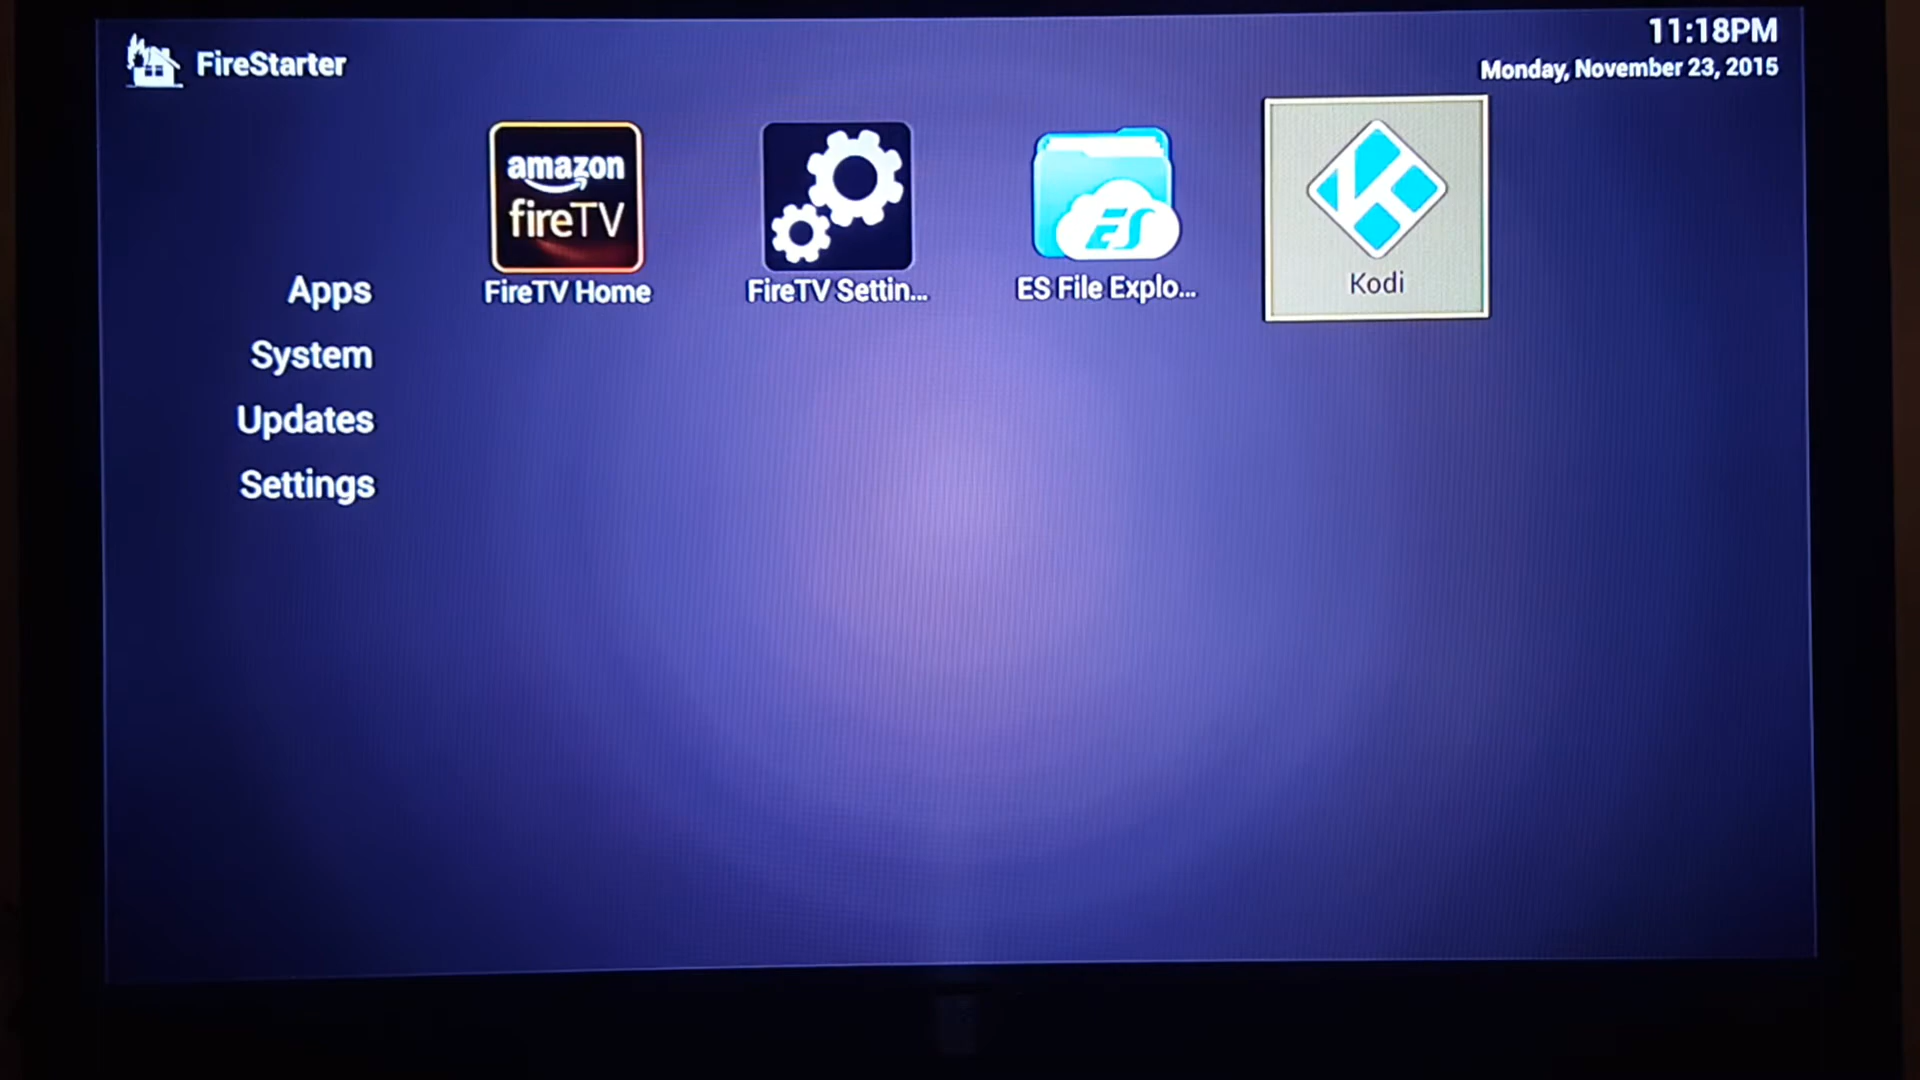 FireStarter
11:18PM
Monday, November 23, 2015
amazon
fireTV
ES
FireTV Home
FireTV Settin...
ES File Explo...
Kodi
Apps
System
Updates
Settings